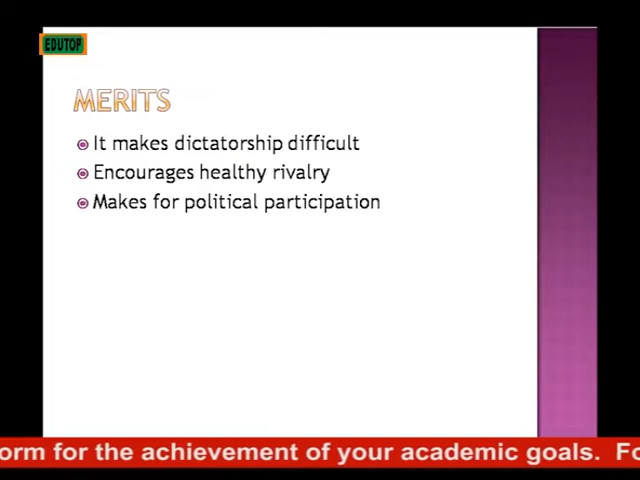 EDUTOP
MERITS
It makes dictatorship difficult
Encourages healthy rivalry
Makes for political participation
orm for the achievement of your academic goals. Fo